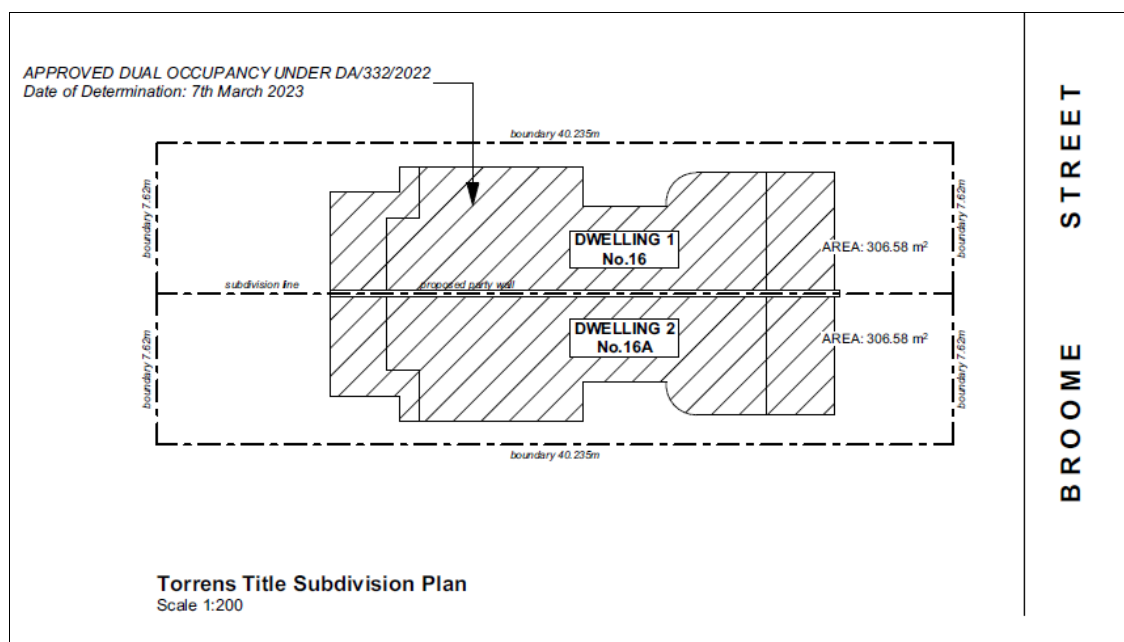 APPROVED DUAL OCCUPANCY UNDER DA/332/2022
Date of Determination: 7th March 2023
boundary 40.235m
boundary 7.62m
boundary 7.62m
DWELLING 1
No.16
AREA: 306.58 m²
subdivision line
proposed party wall
DWELLING 2
No.16A
AREA: 306.58 m²
boundary 7.62m
boundary 7.62m
boundary 40.235m
BROOME STREET
Torrens Title Subdivision Plan
Scale 1:200